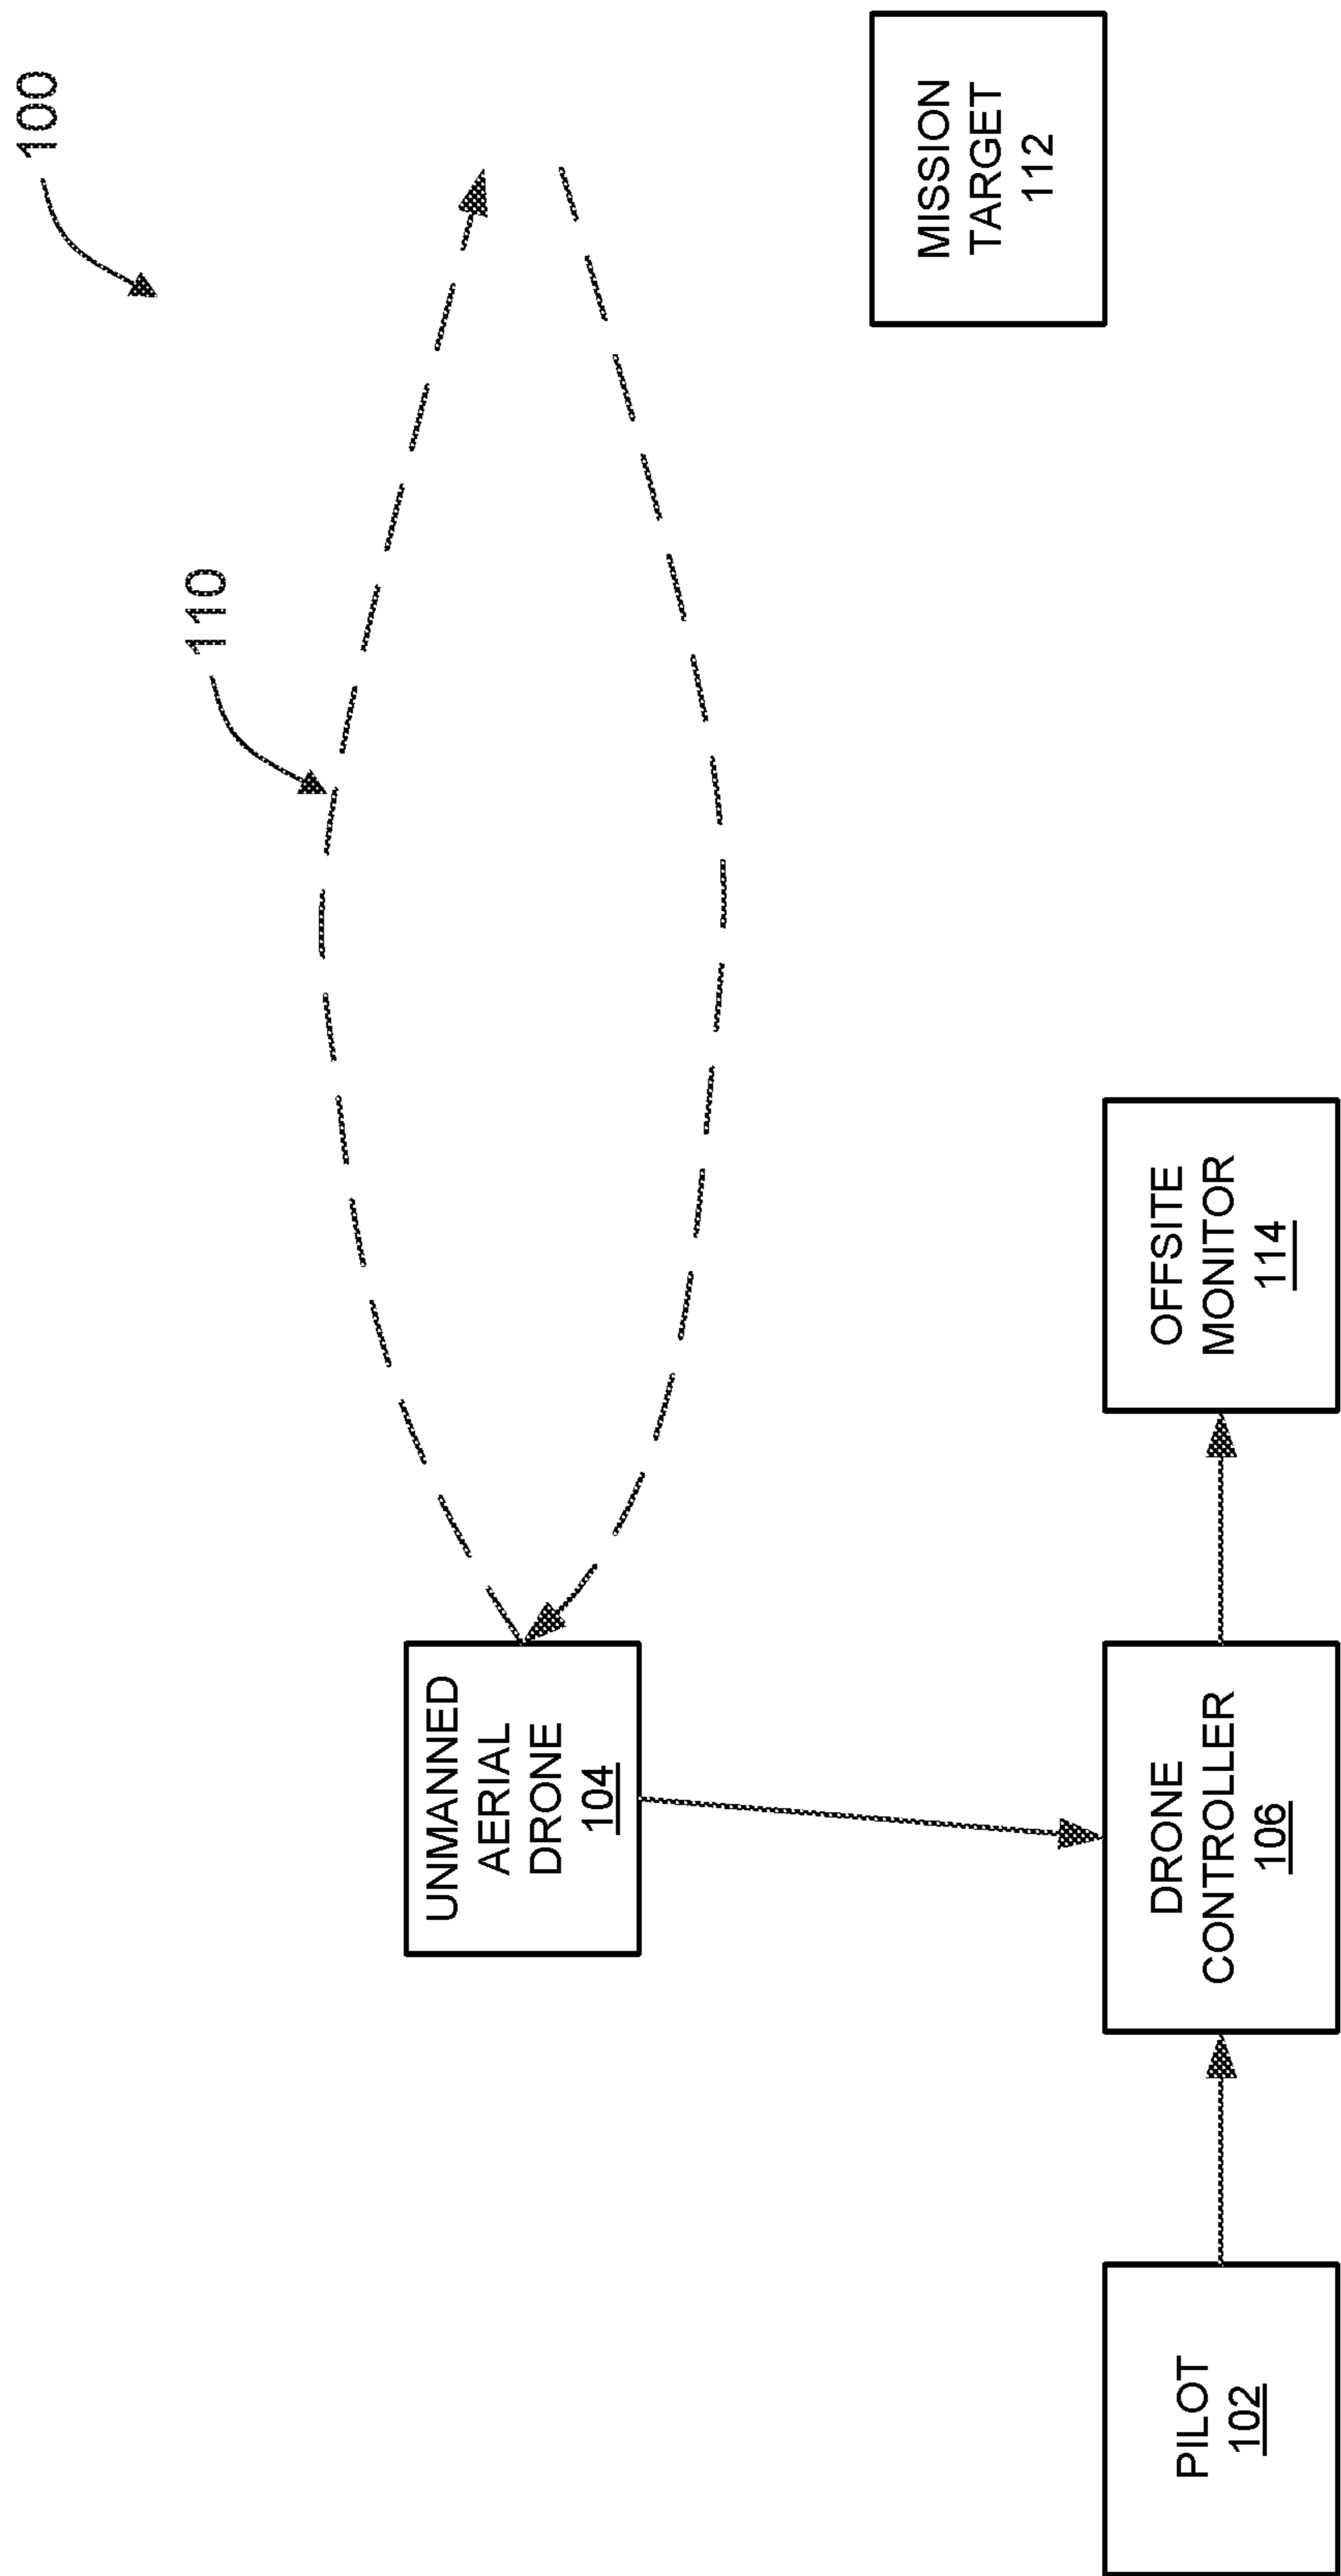 100
110
UNMANNED
AERIAL
DRONE
104
MISSION
TARGET
112
PILOT
102
DRONE
CONTROLLER
106
OFFSITE
MONITOR
114